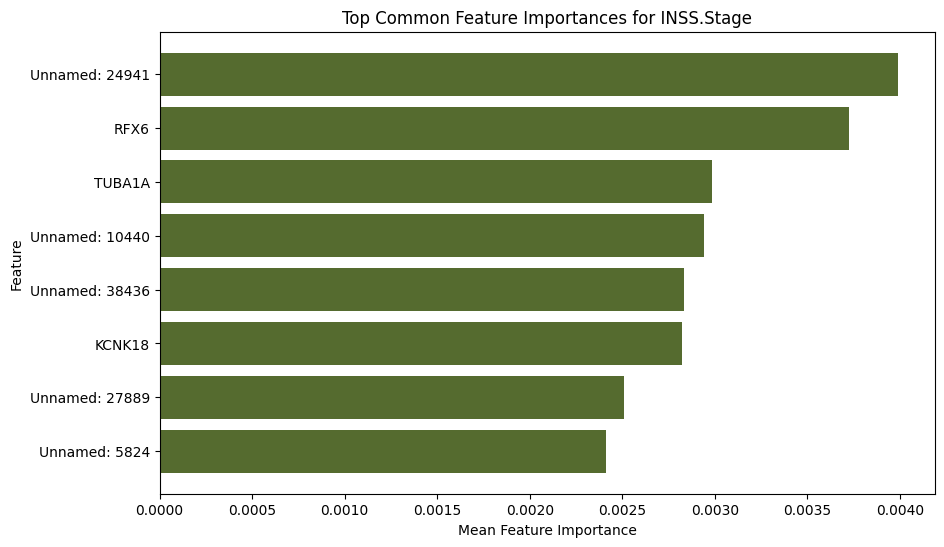 Top Common Feature Importances for INSS.Stage
Feature
Unnamed: 24941
RFX6
TUBA1A
Unnamed: 10440
Unnamed: 38436
KCNK18
Unnamed: 27889
Unnamed: 5824
0.0000 0.0005 0.0010 0.0015 0.0020 0.0025 0.0030 0.0035 0.0040
Mean Feature Importance